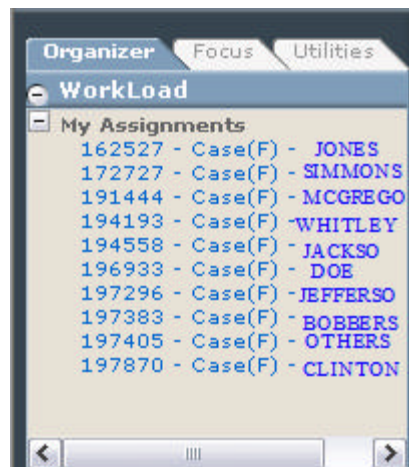 Organizer Focus Utilities
WorkLoad
My Assignments
162527 - Case(F) - JONES
172727 - Case(F) - SIMMONS
191444 - Case(F) - MCGREGO
194193 - Case(F) -WHITLEY
194558 - Case(F) - JACKSO
196933 - Case(F) - DOE
197296 - Case(F) -JEFFERSO
197383 - Case(F) - BOBBERS
197405 - Case(F) - OTHERS
197870 - Case(F) - CLINTON